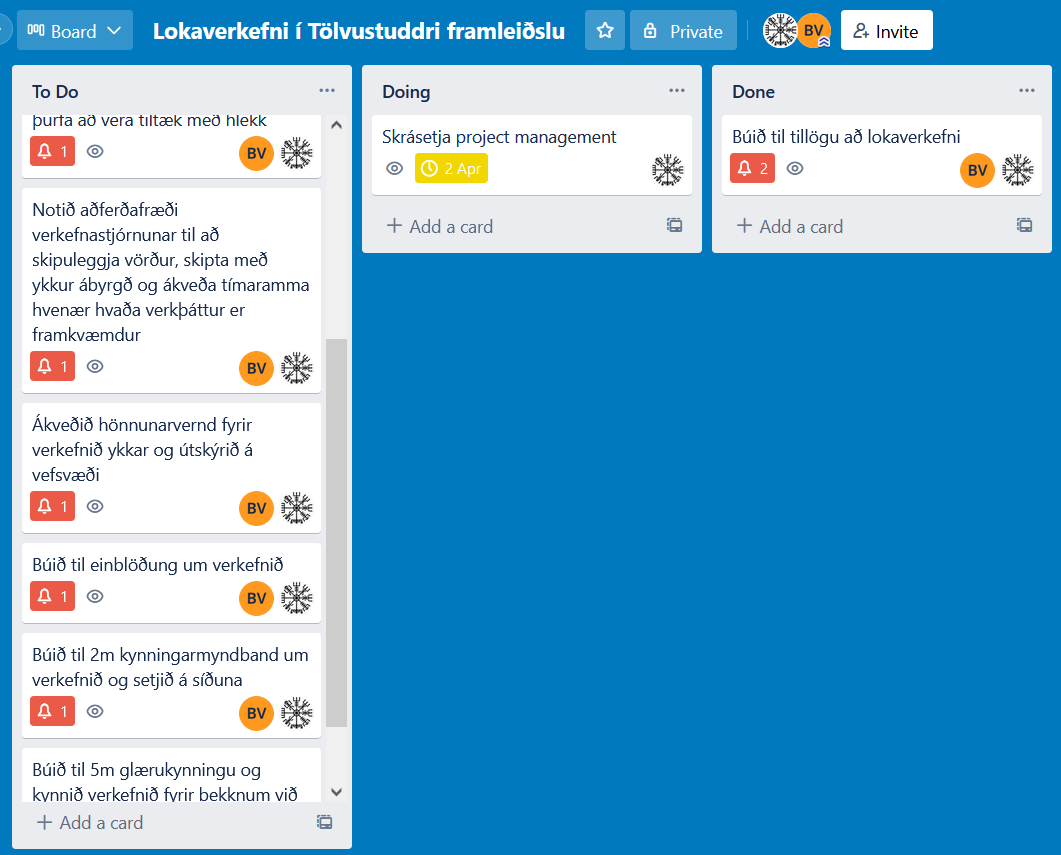 Board
Lokaverkefni í Tölvustuddri framleiðslu
Private
BV
Invite
To Do
þurfa að vera tiltæk með hlekk
1
BV
Notið aðferðafræði
verkefnastjórnunar til að
skipuleggja vörður, skipta með
ykkur ábyrgð og ákveða tímaramma
hvenær hvaða verkþáttur er
framkvæmdur
1
BV
Ákveðið hönnunarvernd fyrir
verkefnið ykkar og útskýrið á
vefsvæði
1
BV
Búið til einblöðung um verkefnið
1
BV
Búið til 2m kynningarmyndband um
verkefnið og setjið á síðuna
1
BV
Búið til 5m glærukynningu og
kynnið verkefnið fyrir bekknum við
Add a card
Doing
Skrásetja project management
2 Apr
Add a card
Done
Búið til tillögu að lokaverkefni
2
BV
Add a card